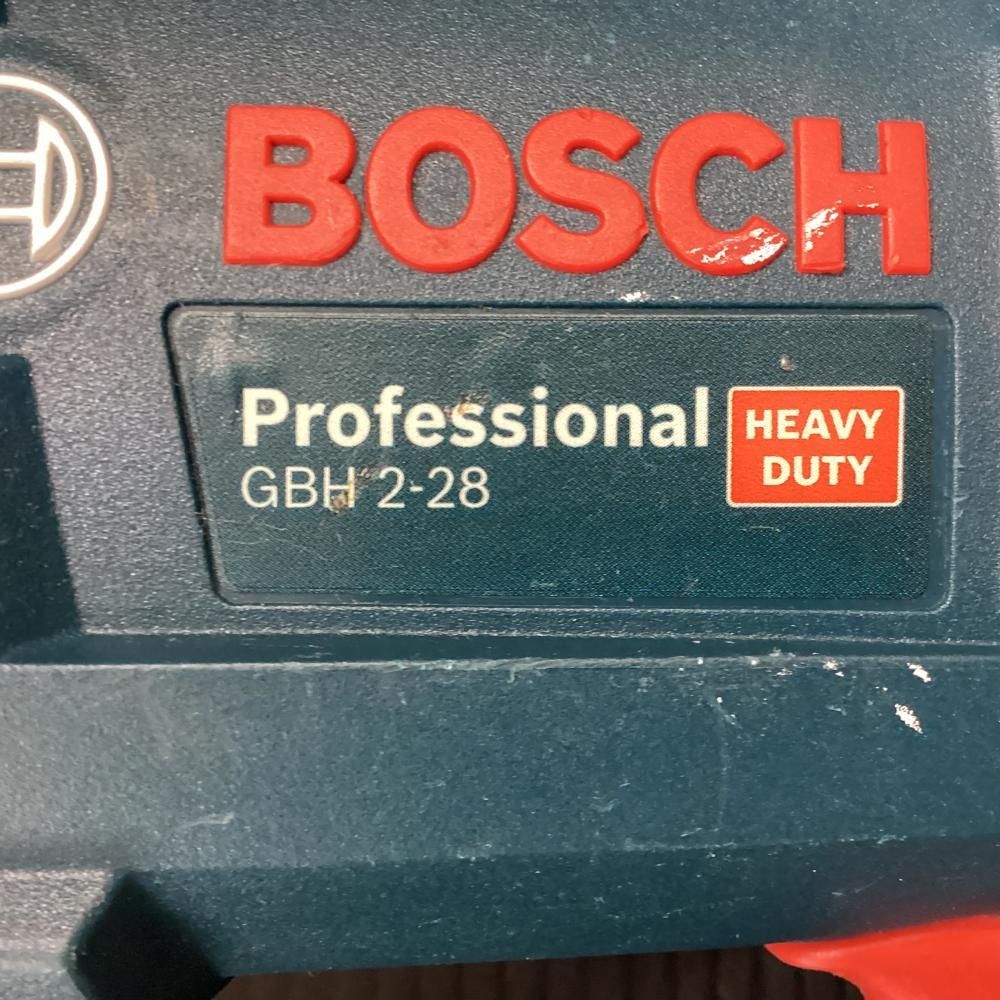 BOSCH
Professional
GBH 2-28
HEAVY
DUTY